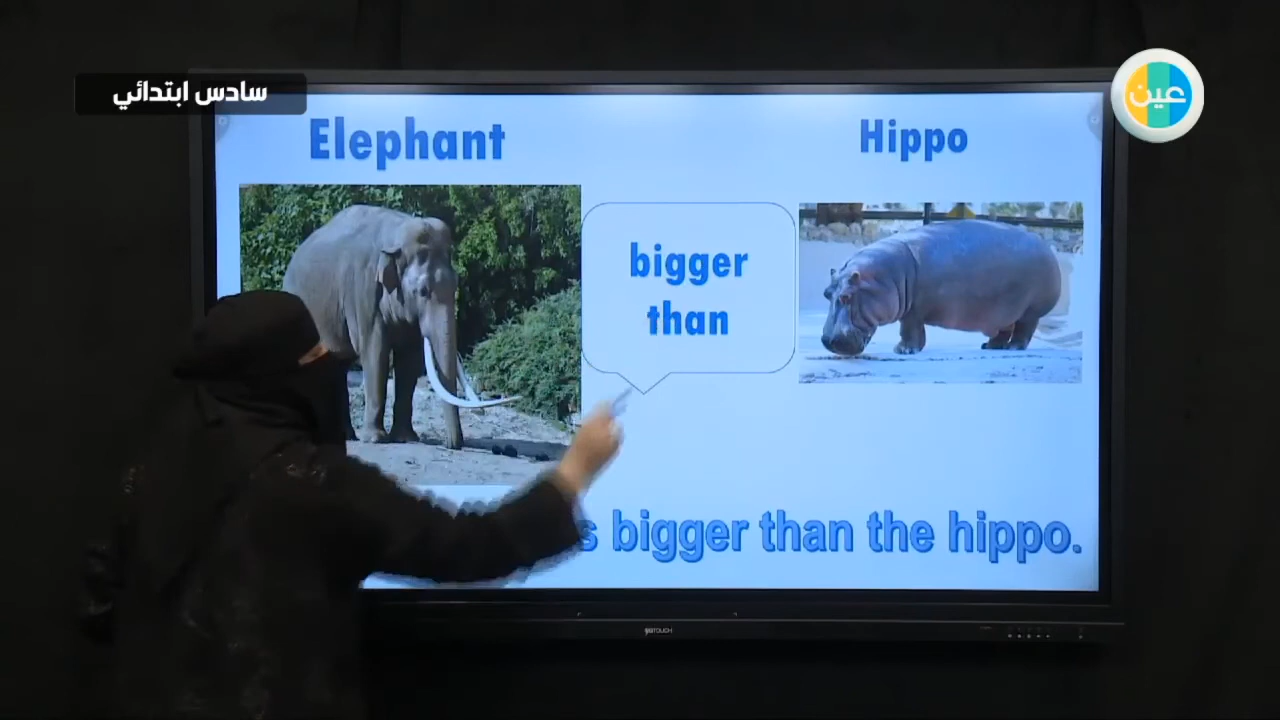 سادس ابتدائي
عين
Elephant
Hippo
bigger
than
bigger than the hippo.